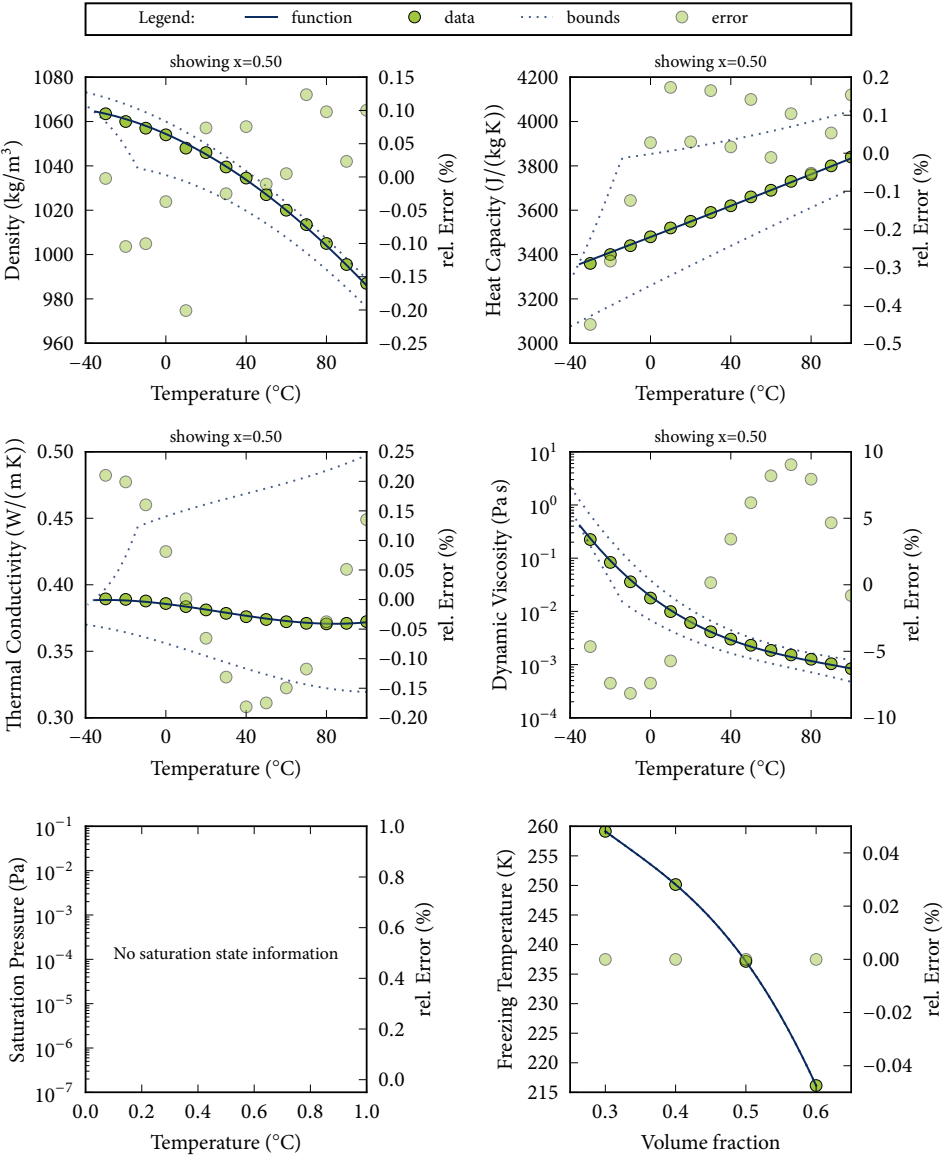 Legend: function data bounds error
showing x=0.50
1080
1060
1040
1020
1000
980
960
Density (kg/m³)
0.15
0.10
0.05
0.00
−0.05
−0.10
−0.15
−0.20
−0.25
rel. Error (%)
−40 0 40 80
Temperature (°C)
showing x=0.50
4200
4000
3800
3600
3400
3200
3000
Heat Capacity (J/(kg K))
0.2
0.1
0.0
−0.1
−0.2
−0.3
−0.4
−0.5
rel. Error (%)
−40 0 40 80
Temperature (°C)
showing x=0.50
0.50
0.45
0.40
0.35
0.30
Thermal Conductivity (W/(m K))
0.25
0.20
0.15
0.10
0.05
0.00
−0.05
−0.10
−0.15
−0.20
rel. Error (%)
−40 0 40 80
Temperature (°C)
showing x=0.50
10¹
10⁰
10⁻¹
10⁻²
10⁻³
10⁻⁴
Dynamic Viscosity (Pa s)
10
5
0
−5
−10
rel. Error (%)
−40 0 40 80
Temperature (°C)
10⁻¹
10⁻²
10⁻³
10⁻⁴
10⁻⁵
10⁻⁶
10⁻⁷
Saturation Pressure (Pa)
No saturation state information
1.0
0.8
0.6
0.4
0.2
0.0
rel. Error (%)
0.0 0.2 0.4 0.6 0.8 1.0
Temperature (°C)
260
255
250
245
240
235
230
225
220
215
Freezing Temperature (K)
0.04
0.02
0.00
−0.02
−0.04
rel. Error (%)
0.3 0.4 0.5 0.6
Volume fraction